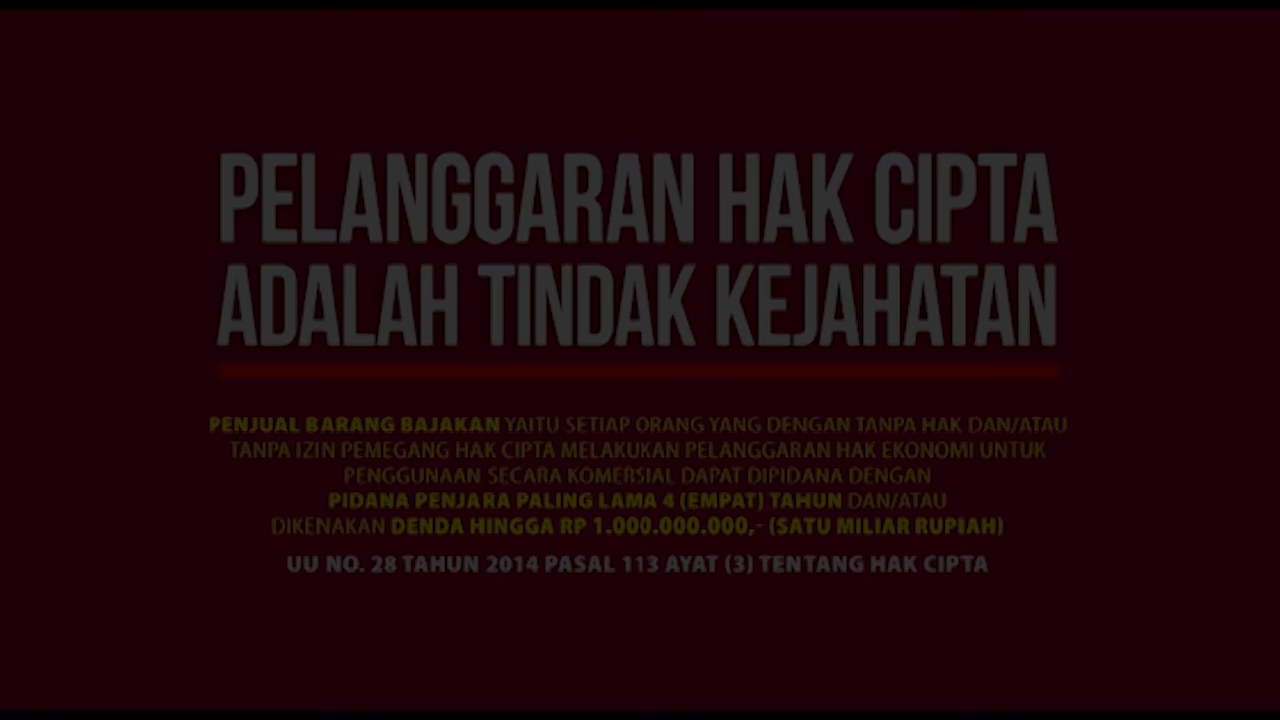 PELANGGARAN HAK CIPTA
ADALAH TINDAK KEJAHATAN
PENJUAL BARANG BAJAKAN YAITU SETIAP ORANG YANG DENGAN TANPA HAK DAN/ATAU
TANPA IZIN PEMEGANG HAK CIPTA MELAKUKAN PELANGGARAN HAK EKONOMI UNTUK
PENGGUNAAN SECARA KOMERSIAL DAPAT DIPIDANA DENGAN
PIDANA PENJARA PALING LAMA 4 (EMPAT) TAHUN DAN/ATAU
DIKENAKAN DENDA HINGGA RP 1.000.000.000,- (SATU MILIAR RUPIAH)
UU NO. 28 TAHUN 2014 PASAL 113 AYAT (3) TENTANG HAK CIPTA